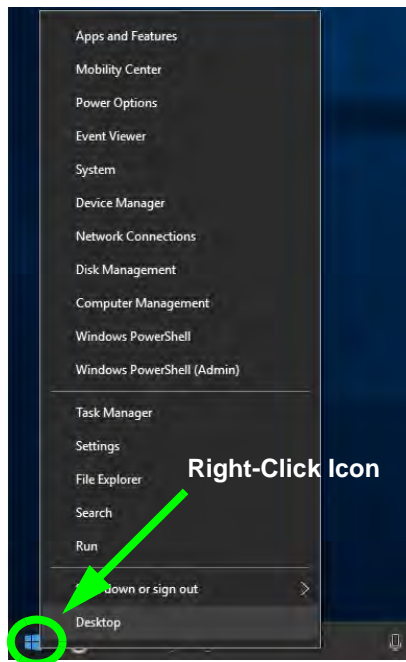 Apps and Features
Mobility Center
Power Options
Event Viewer
System
Device Manager
Network Connections
Disk Management
Computer Management
Windows PowerShell
Windows PowerShell (Admin)
Task Manager
Settings
Right-Click Icon
File Explorer
Search
Run
down or sign out
Desktop